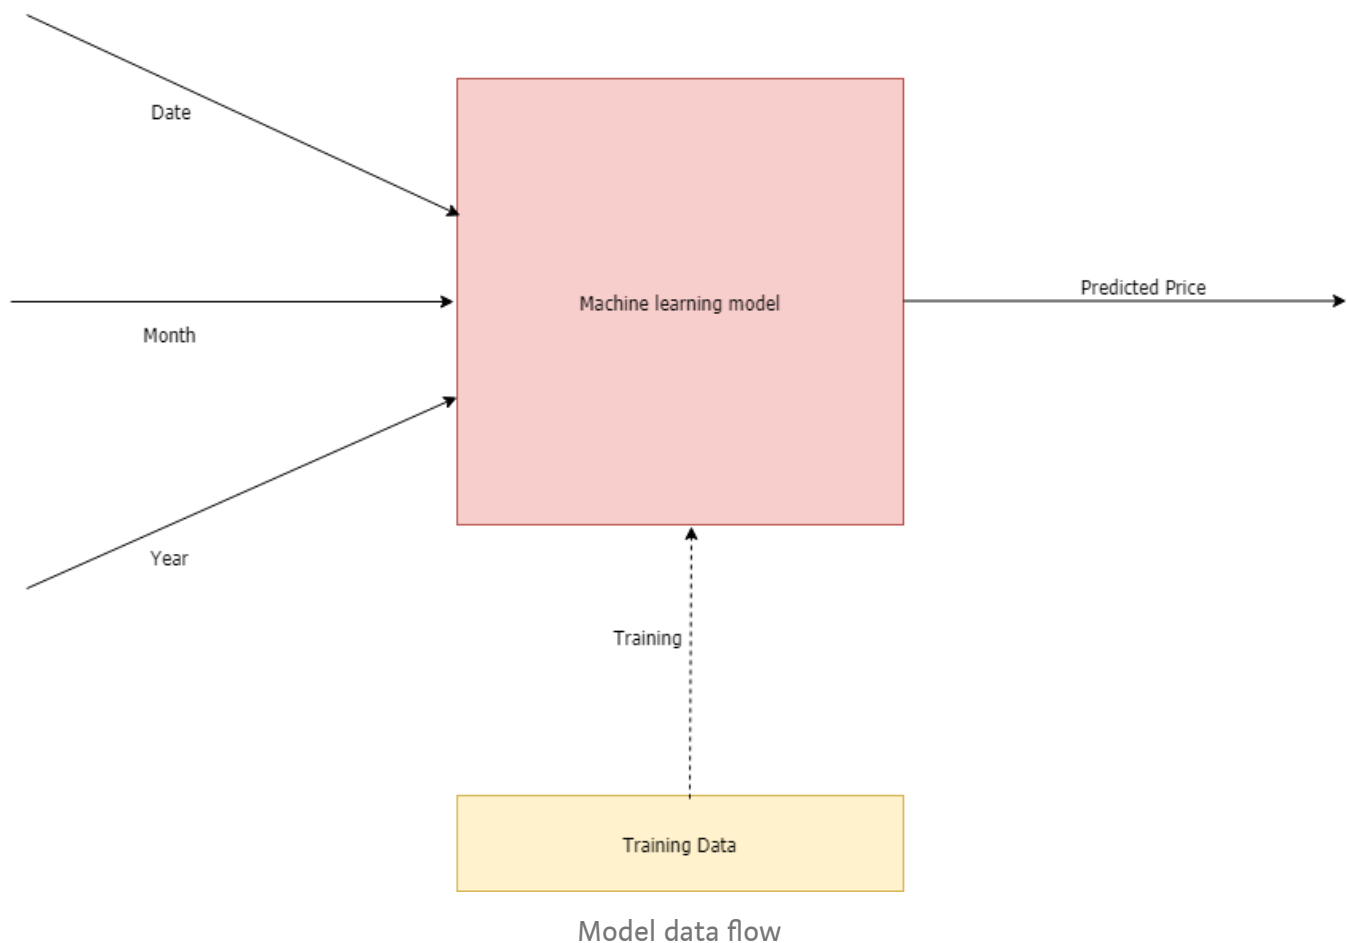 Date
Machine learning model
Predicted Price
Month
Year
Training
Training Data
Model data flow